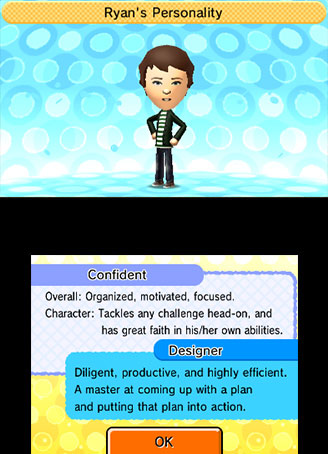 Ryan's Personality
Confident
Overall: Organized, motivated, focused.
Character: Tackles any challenge head-on, and
has great faith in his/her own abilities.
Designer
Diligent, productive, and highly efficient.
A master at coming up with a plan
and putting that plan into action.
OK